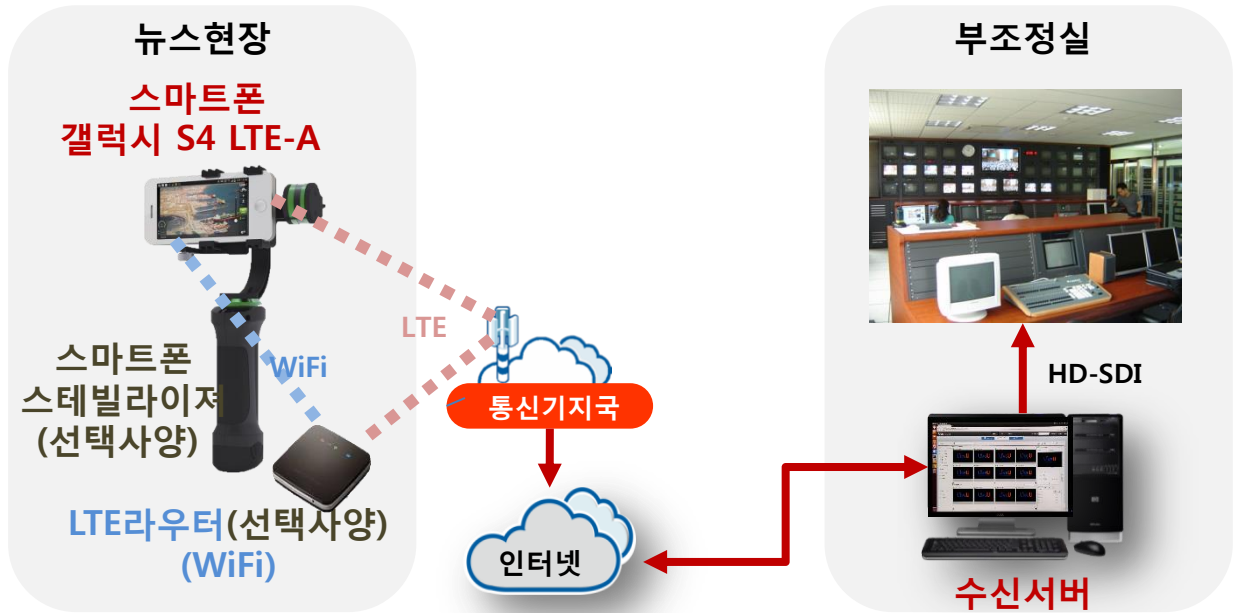 뉴스현장
스마트폰
갤럭시 S4 LTE-A
LTE
WiFi
스마트폰
스테빌라이져
(선택사양)
LTE라우터(선택사양)
(WiFi)
통신기지국
인터넷
부조정실
HD-SDI
수신서버